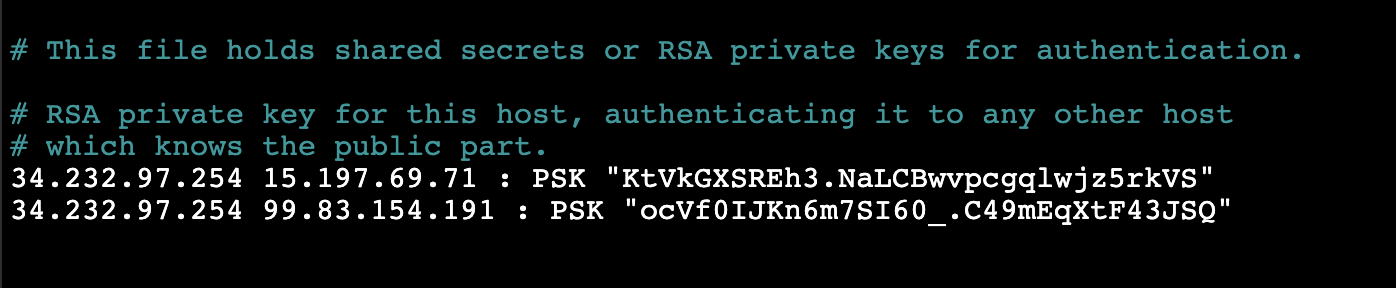 # This file holds shared secrets or RSA private keys for authentication.
# RSA private key for this host, authenticating it to any other host
# which knows the public part.
34.232.97.254 15.197.69.71 : PSK "KtVkGXSREh3.NaLCBwvpcgqlwjz5rkVS"
34.232.97.254 99.83.154.191 : PSK "ocVf0IJKn6m7SI60_.C49mEqXtF43JSQ"